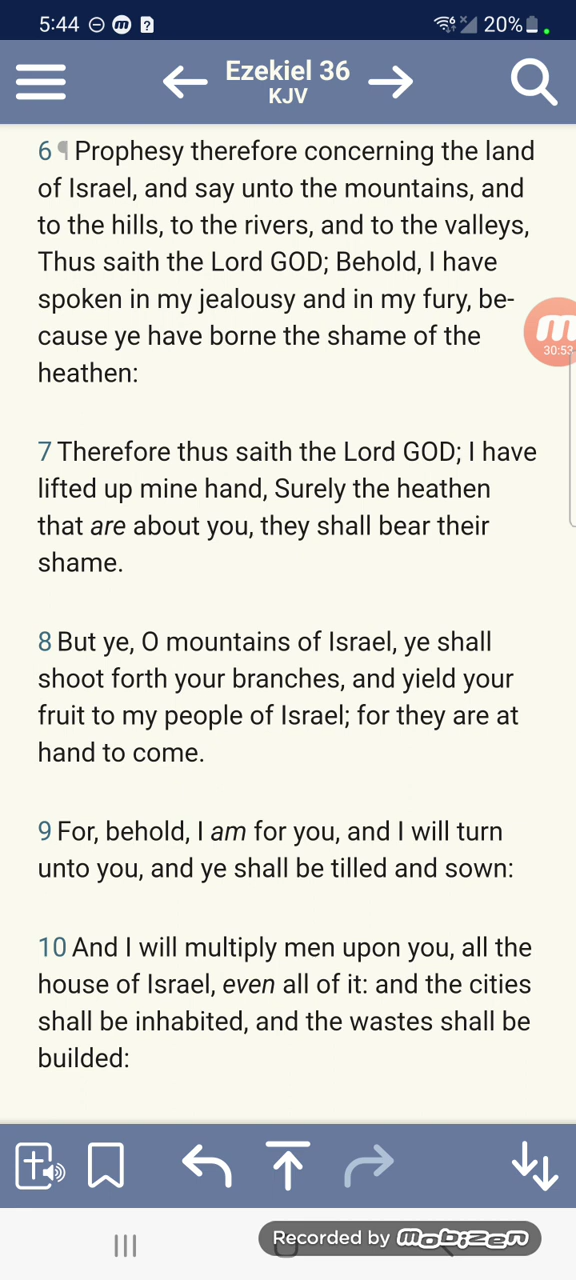 5:44 m ? 6 20%
Ezekiel 36
KJV
6 ¶ Prophesy therefore concerning the land
of Israel, and say unto the mountains, and
to the hills, to the rivers, and to the valleys,
Thus saith the Lord GOD; Behold, I have
spoken in my jealousy and in my fury, be-
cause ye have borne the shame of the
heathen:
m
30:53
7 Therefore thus saith the Lord GOD; I have
lifted up mine hand, Surely the heathen
that are about you, they shall bear their
shame.
8 But ye, O mountains of Israel, ye shall
shoot forth your branches, and yield your
fruit to my people of Israel; for they are at
hand to come.
9 For, behold, I am for you, and I will turn
unto you, and ye shall be tilled and sown:
10 And I will multiply men upon you, all the
house of Israel, even all of it: and the cities
shall be inhabited, and the wastes shall be
builded:
Recorded by mobizen